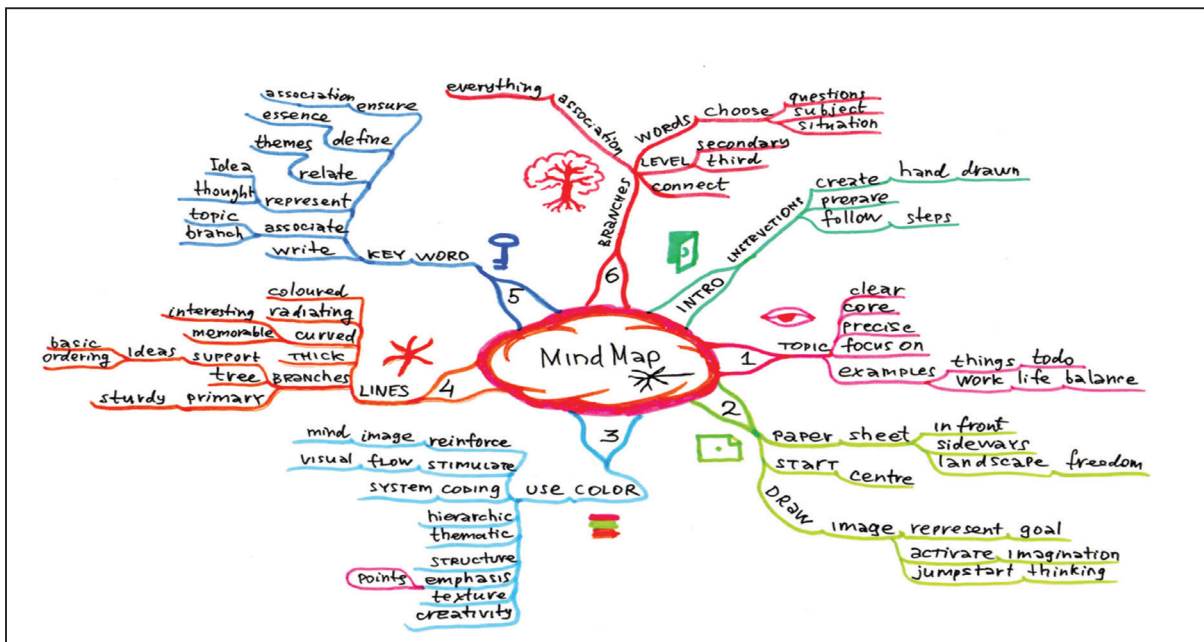 Mind Map
INTRO
INSTRUCTIONS
create hand drawn
prepare
follow steps
1
TOPIC
clear
core
precise
focus on
examples
things todo
work life balance
2
paper sheet
in front
sideways
landscape freedom
START centre
DRAW
image represent goal
activate imagination
jumpstart thinking
3
USE COLOR
mind image reinforce
visual flow STIMULATE
SYSTEM CODING
hierarchic
thematic
STRUCTURE
points emphasis
texture
creativity
4
LINES
coloured
radiating
interesting
memorable
curved
THICK
basic
ordering
Ideas support
tree
BRANCHES
sturdy primary
5
KEY WORD
association ensure
essence define
themes relate
Idea
thought
represent
topic
branch
associate
write
6
BRANCHES
everything association
WORDS choose
questions
subject
situation
LEVEL
secondary
third
connect